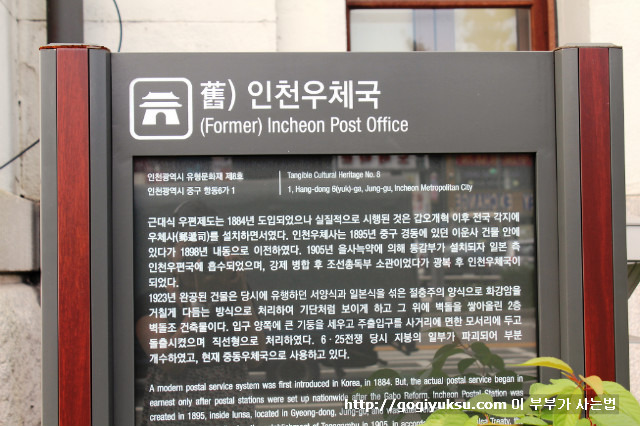 舊) 인천우체국
(Former) Incheon Post Office
인천광역시 유형문화재 제8호
인천광역시 중구 항동6가 1
Tangible Cultural Heritage No. 8
1, Hang-dong 6(yuk)-ga, Jung-gu, Incheon Metropolitan City
근대식 우편제도는 1884년 도입되었으나 실질적으로 시행된 것은 갑오개혁 이후 전국 각지에
우체사(郵遞司)를 설치하면서였다. 인천우체사는 1895년 중구 경동에 있던 이운사 건물 안에
있다가 1898년 내동으로 이전하였다. 1905년 을사늑약에 의해 통감부가 설치되자 일본 측
인천우편국에 흡수되었으며, 강제 병합 후 조선총독부 소관이었다가 광복 후 인천우체국이
되었다.
1923년 완공된 건물은 당시에 유행하던 서양식과 일본식을 섞은 절충주의 양식으로 화강암을
거칠게 다듬는 방식으로 처리하여 기단처럼 보이게 하고 그 위에 벽돌을 쌓아올린 2층
벽돌조 건축물이다. 입구 양쪽에 큰 기둥을 세우고 주출입구를 사거리에 면한 모서리에 두고
돌출시켰으며 직선형으로 처리하였다. 6·25전쟁 당시 지붕의 일부가 파괴되어 부분
개수하였고, 현재 중동우체국으로 사용하고 있다.
A modern postal service system was first introduced in Korea, in 1884. But, the actual postal service began in
earnest only after postal stations were set up nationwide after the Gabo Reform. Incheon Postal Station was
created in 1895, inside Iunsa, located in Gyeong-dong, Jung-gu, and was
Treaty, the
establishment of Tonggambu in 1905,
http://gogiyuksu.com 이 부부가 사는법